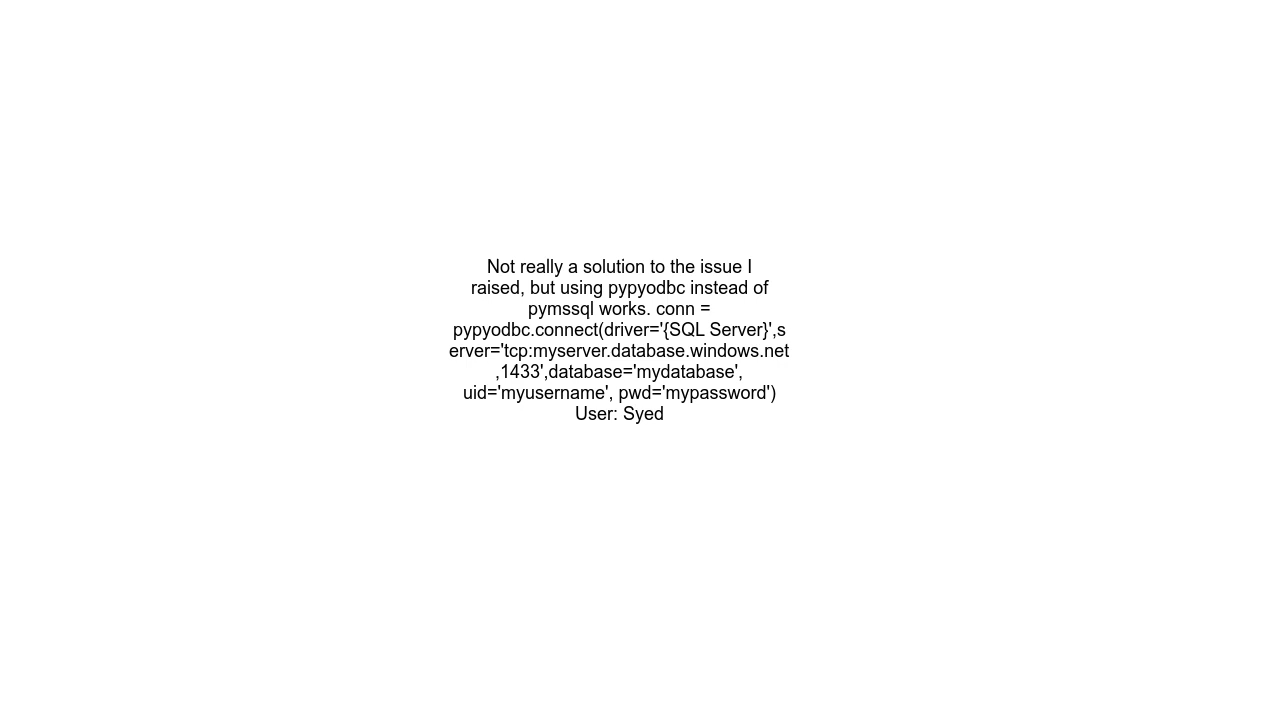 Not really a solution to the issue I
raised, but using pypyodbc instead of
pymssql works. conn =
pypyodbc.connect(driver='{SQL Server}',s
erver='tcp:myserver.database.windows.net
,1433',database='mydatabase',
uid='myusername', pwd='mypassword')
User: Syed